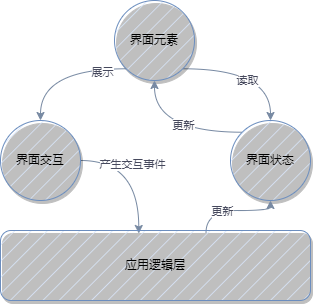 界面元素
展示
读取
更新
界面交互
产生交互事件
界面状态
更新
应用逻辑层